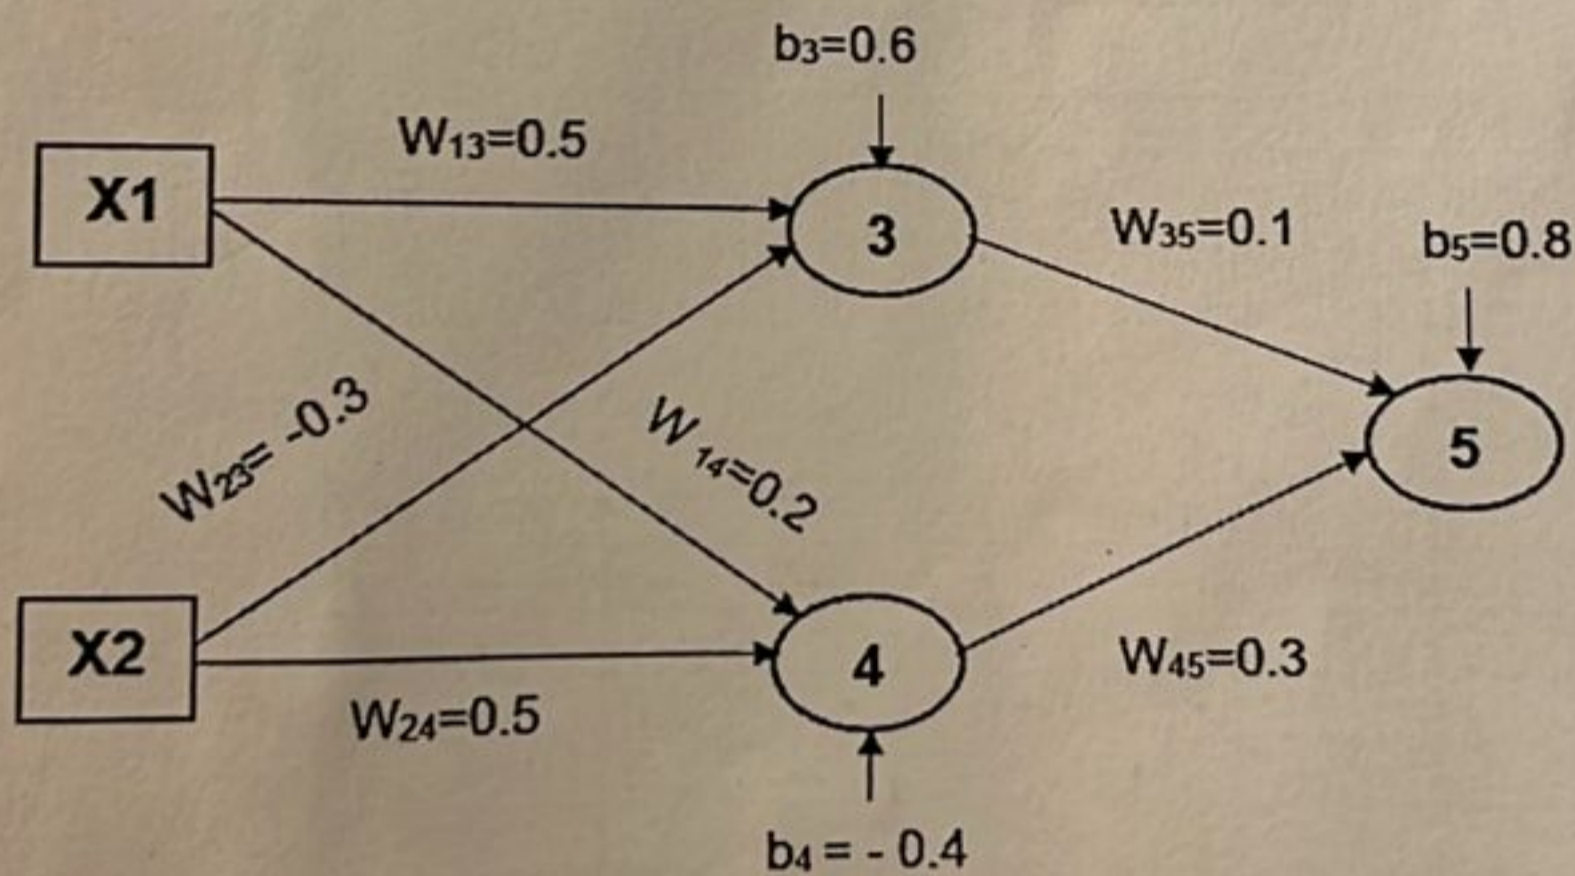 b3=0.6
W13=0.5
X1
3
W35=0.1
b5=0.8
W23= -0.3
W 14=0.2
5
X2
4
W45=0.3
W24=0.5
b4 = - 0.4